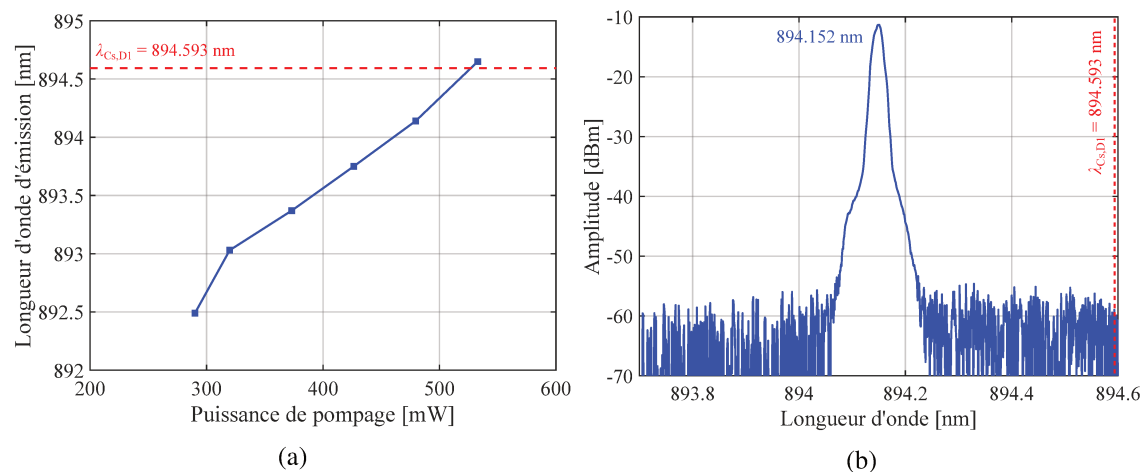 895
894.5
894
893.5
893
892.5
892
λCs,D1 = 894.593 nm
Longueur d'onde d'émission [nm]
200
300
400
500
600
Puissance de pompage [mW]
(a)
-10
-20
-30
-40
-50
-60
-70
894.152 nm
λCs,D1 = 894.593 nm
Amplitude [dBm]
893.8
894
894.2
894.4
894.6
Longueur d'onde [nm]
(b)